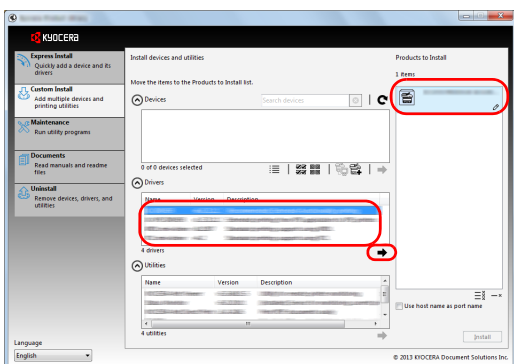 KYOCERA
Express Install
Quickly add a device and its
drivers
Custom Install
Add multiple devices and
printing utilities
Maintenance
Run utility programs
Documents
Read manuals and readme
files
Uninstall
Remove devices, drivers, and
utilities
Language
English
Install devices and utilities
Move the items to the Products to Install list.
Devices
Search devices
0 of 0 devices selected
Drivers
Name Version Description
4 drivers
Utilities
Name Version Description
4 utilities
Products to Install
1 items
Use host name as port name
Install
© 2013 KYOCERA Document Solutions Inc.